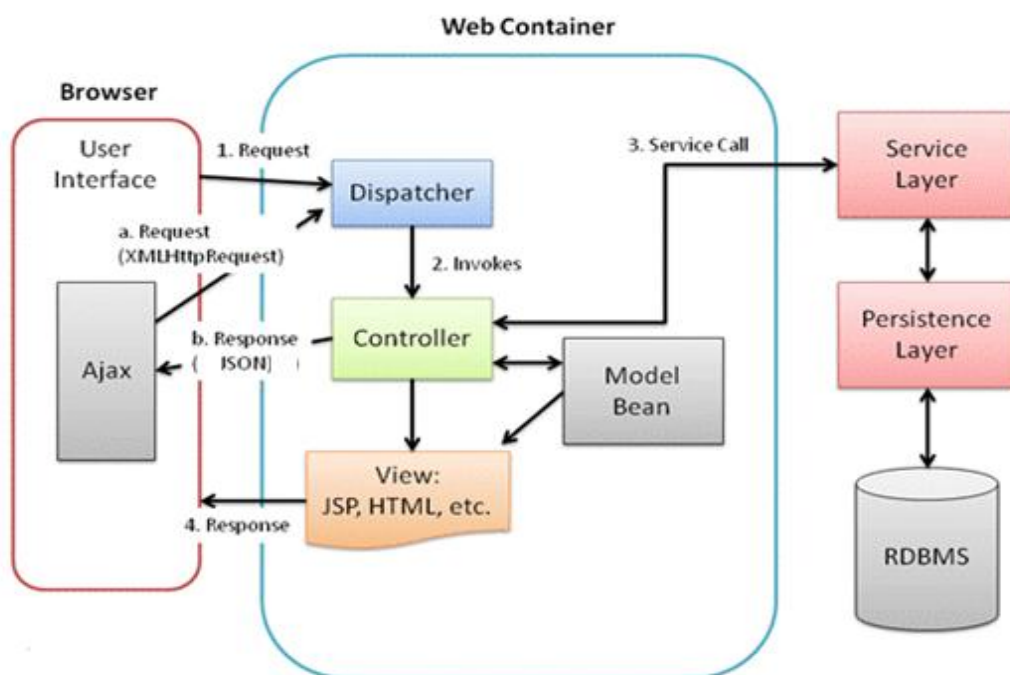 Web Container
Browser
User
Interface
1. Request
Dispatcher
3. Service Call
Service
Layer
a. Request
(XMLHttpRequest)
2. Invokes
Ajax
b. Response
( JSON) )
Controller
Model
Bean
Persistence
Layer
View:
JSP, HTML, etc.
4. Response
RDBMS